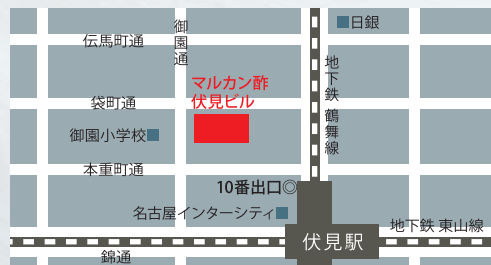 日銀
御園通
伝馬町通
地下鉄 鶴舞線
マルカン酢
伏見ビル
袋町通
御園小学校
本重町通
10番出口◎
名古屋インターシティ
地下鉄 東山線
伏見駅
錦通